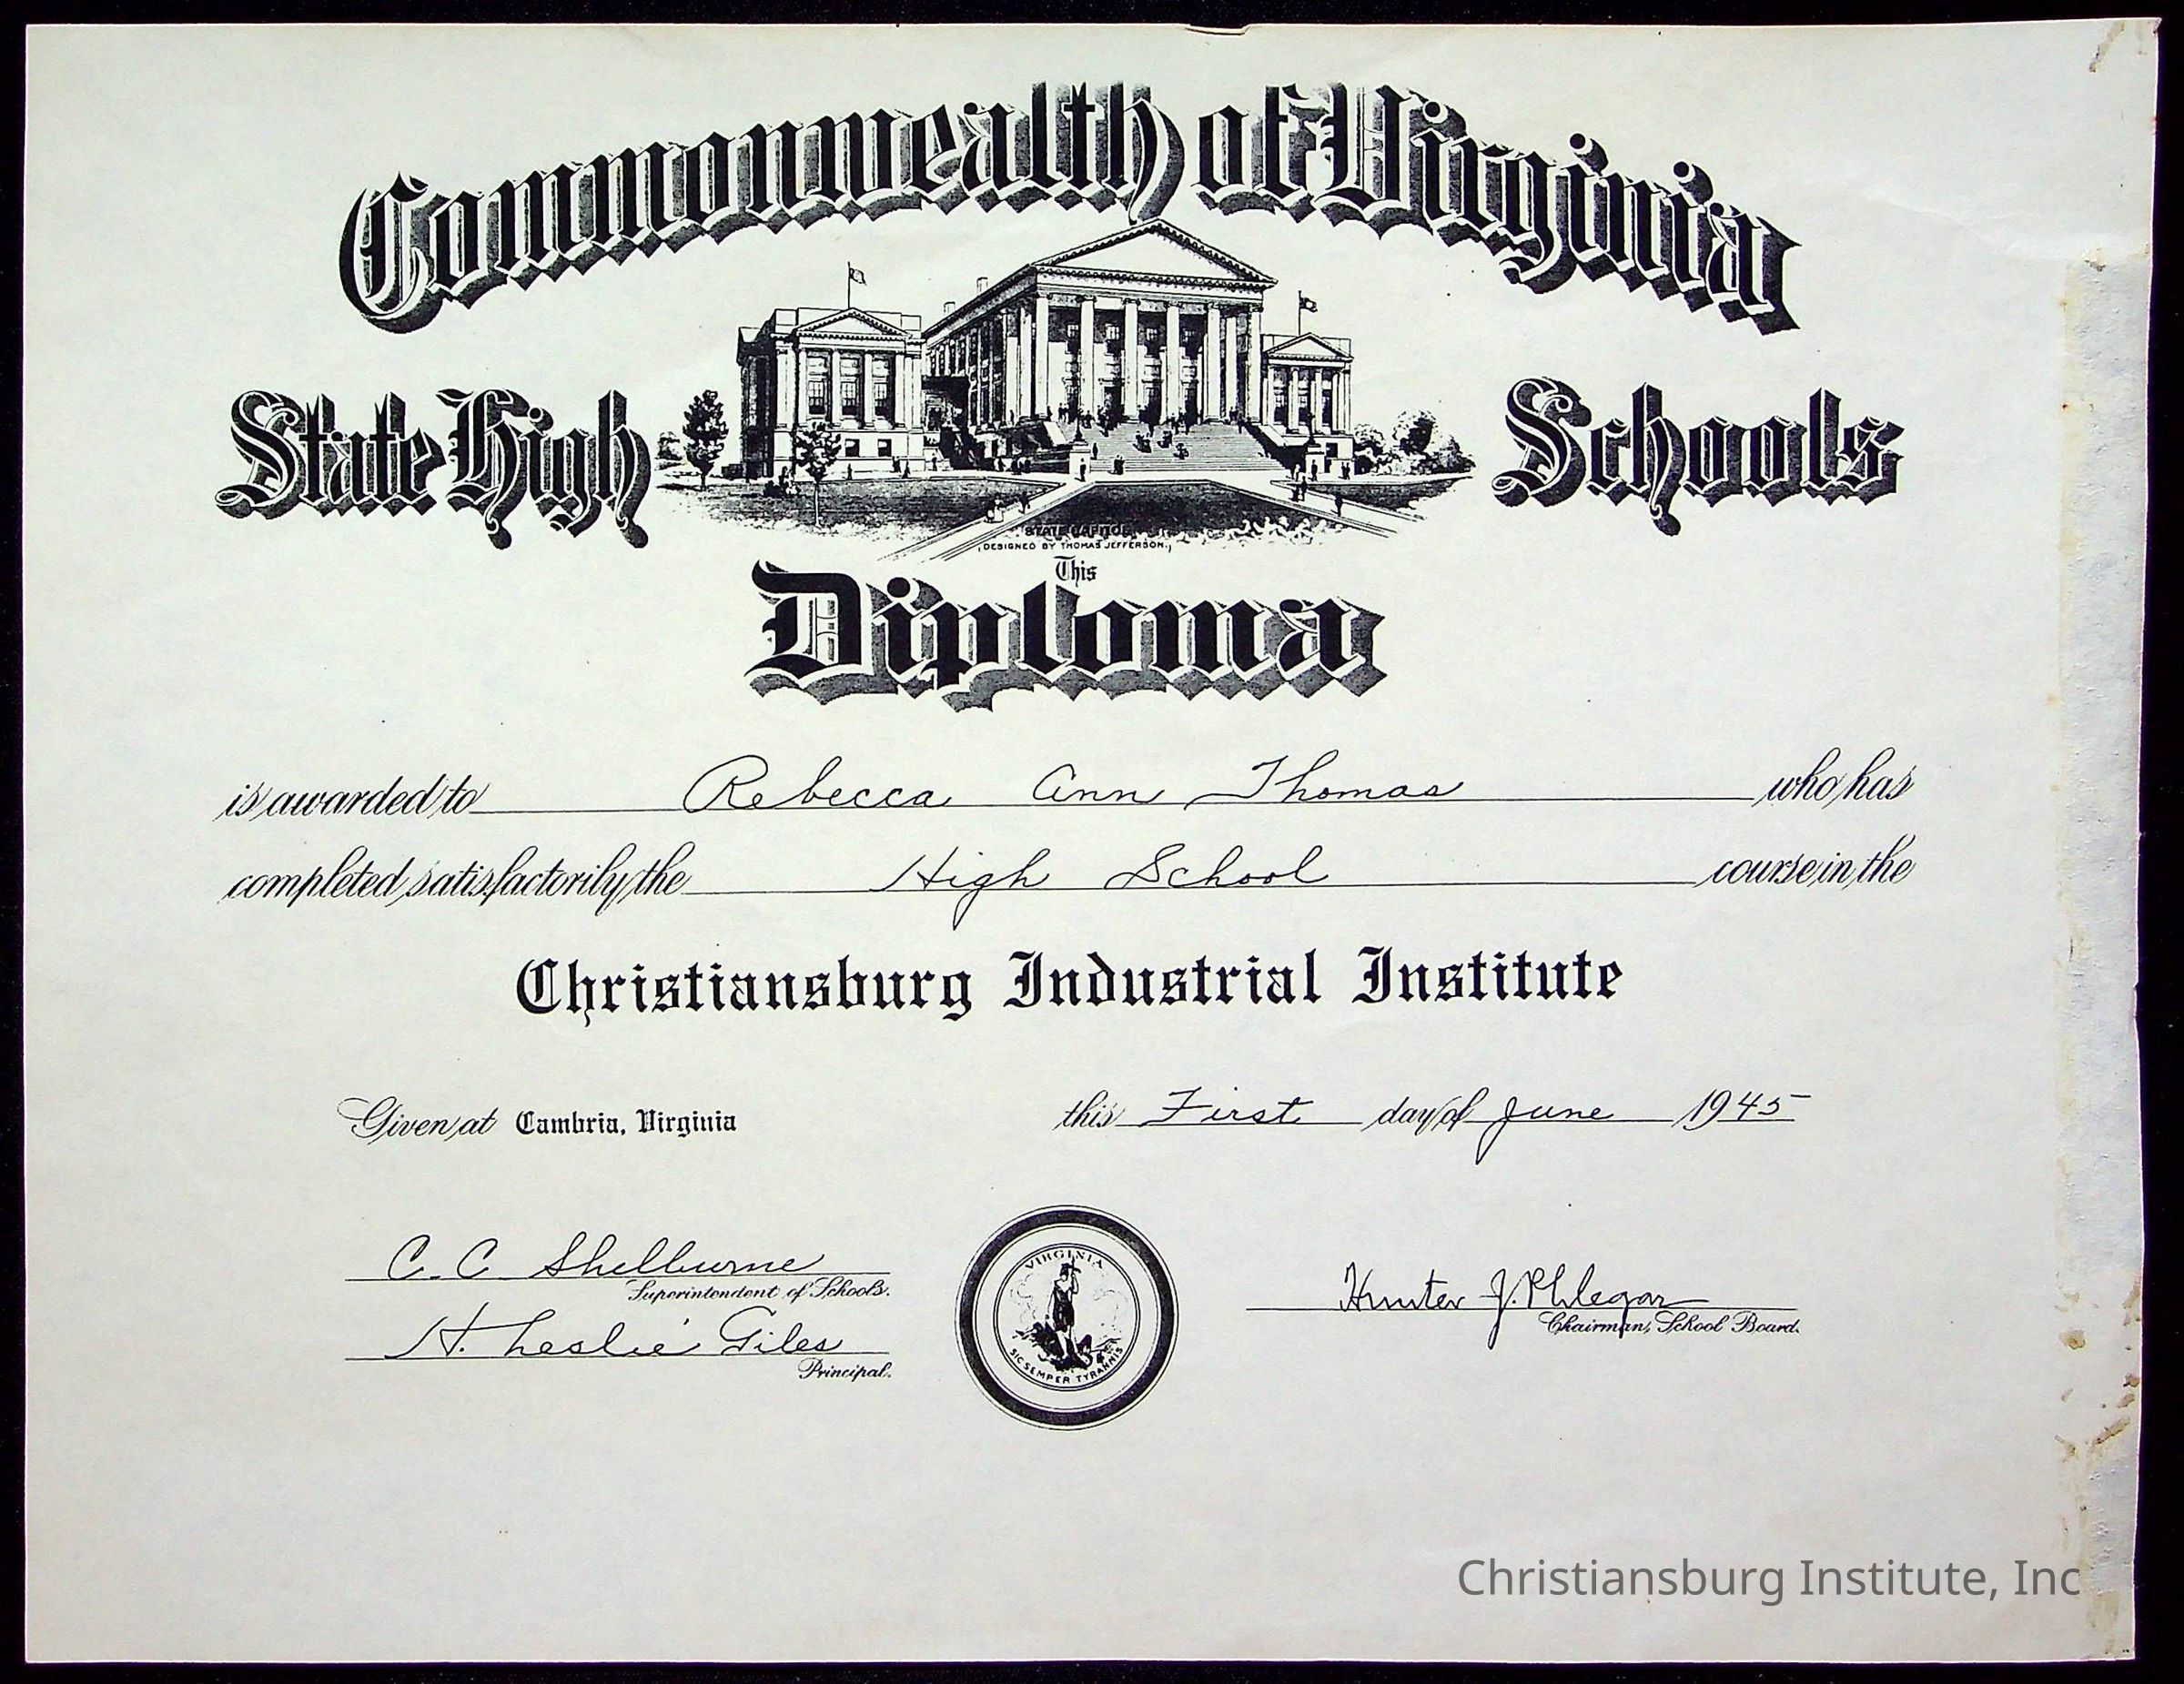 Commonwealth of Virginia
State High Schools
STATE CAPITOL
(DESIGNED BY THOMAS JEFFERSON.)
This
Diploma
is awarded to Rebecca Ann Thomas who has
completed satisfactorily the High School course in the
Christiansburg Industrial Institute
Given at Cambria, Virginia this First day of June 1945
C. C. Shelburne
Superintendent of Schools.
H. Leslie Giles
Principal.
VIRGINIA
SIC SEMPER TYRANNIS
Hunter J. Phlegar
Chairman, School Board.
Christiansburg Institute, Inc